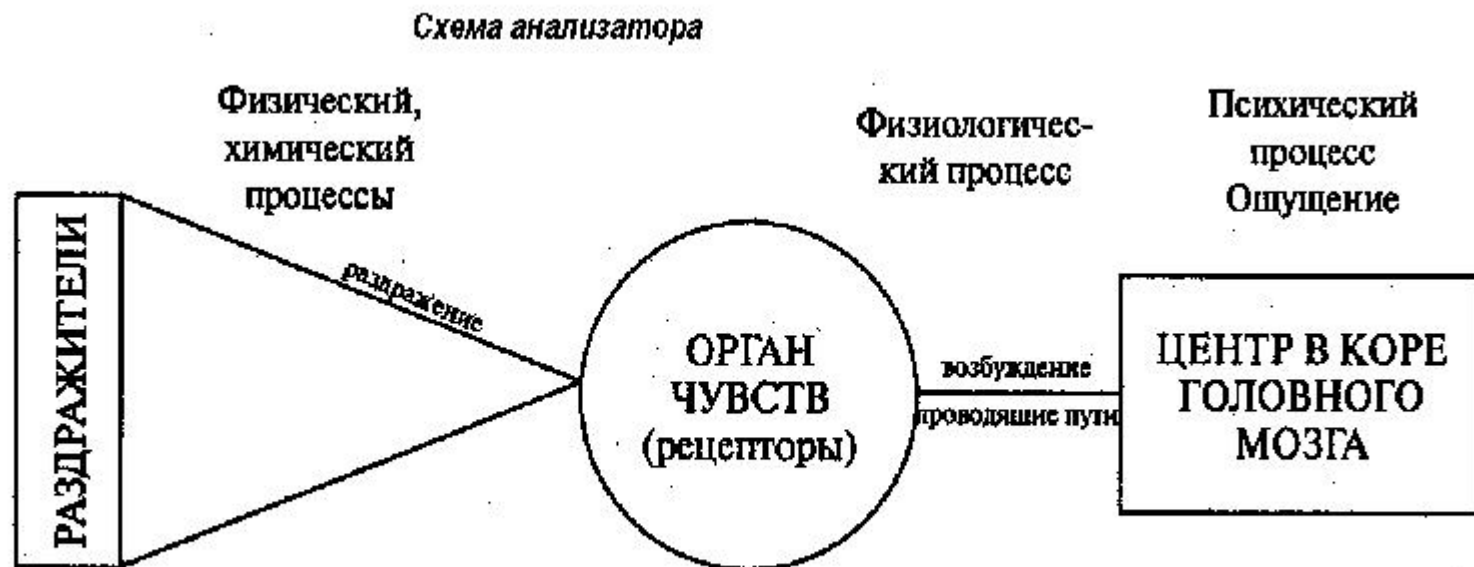 Схема анализатора
Физический,
химический
процессы
Физиологичес-
кий процесс
Психический
процесс
Ощущение
РАЗДРАЖИТЕЛИ
раздражение
ОРГАН
ЧУВСТВ
(рецепторы)
возбуждение
проводящие пути
ЦЕНТР В КОРЕ
ГОЛОВНОГО
МОЗГА